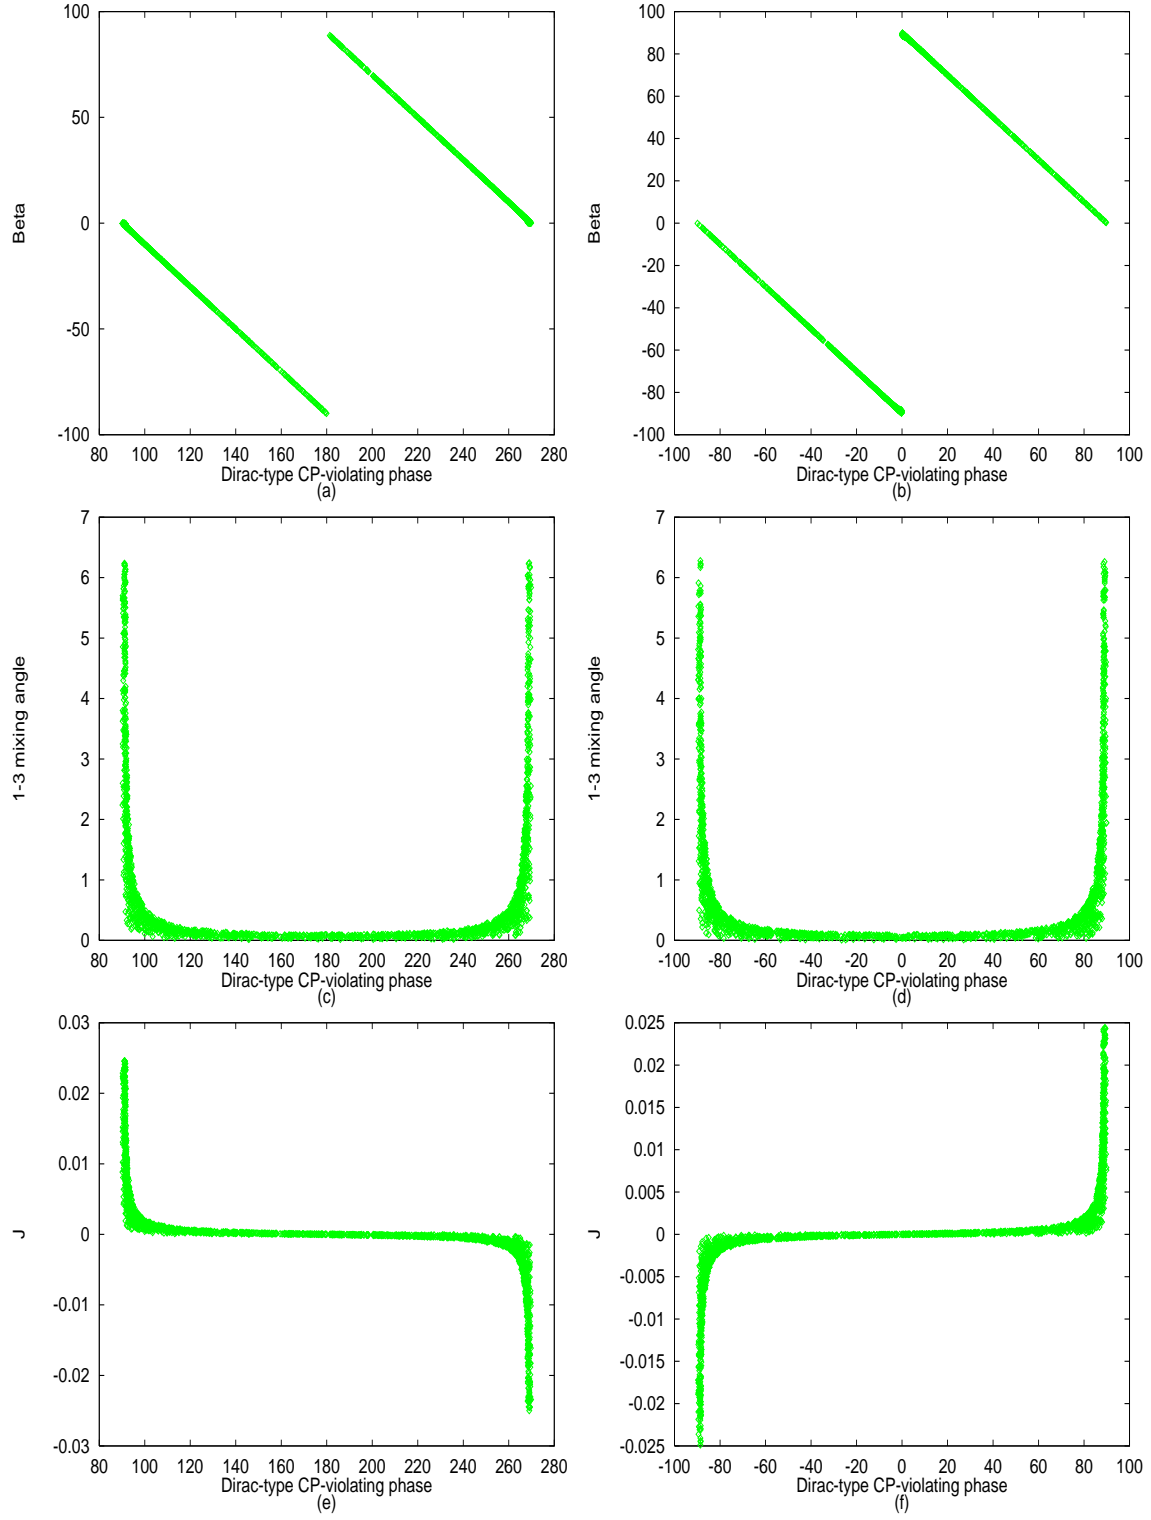 100
50
0
-50
-100
Beta
80 100 120 140 160 180 200 220 240 260 280
Dirac-type CP-violating phase
(a)
100
80
60
40
20
0
-20
-40
-60
-80
-100
Beta
-100 -80 -60 -40 -20 0 20 40 60 80 100
Dirac-type CP-violating phase
(b)
7
6
5
4
3
2
1
0
1-3 mixing angle
80 100 120 140 160 180 200 220 240 260 280
Dirac-type CP-violating phase
(c)
7
6
5
4
3
2
1
0
1-3 mixing angle
-100 -80 -60 -40 -20 0 20 40 60 80 100
Dirac-type CP-violating phase
(d)
0.03
0.02
0.01
0
-0.01
-0.02
-0.03
J
80 100 120 140 160 180 200 220 240 260 280
Dirac-type CP-violating phase
(e)
0.025
0.02
0.015
0.01
0.005
0
-0.005
-0.01
-0.015
-0.02
-0.025
J
-100 -80 -60 -40 -20 0 20 40 60 80 100
Dirac-type CP-violating phase
(f)